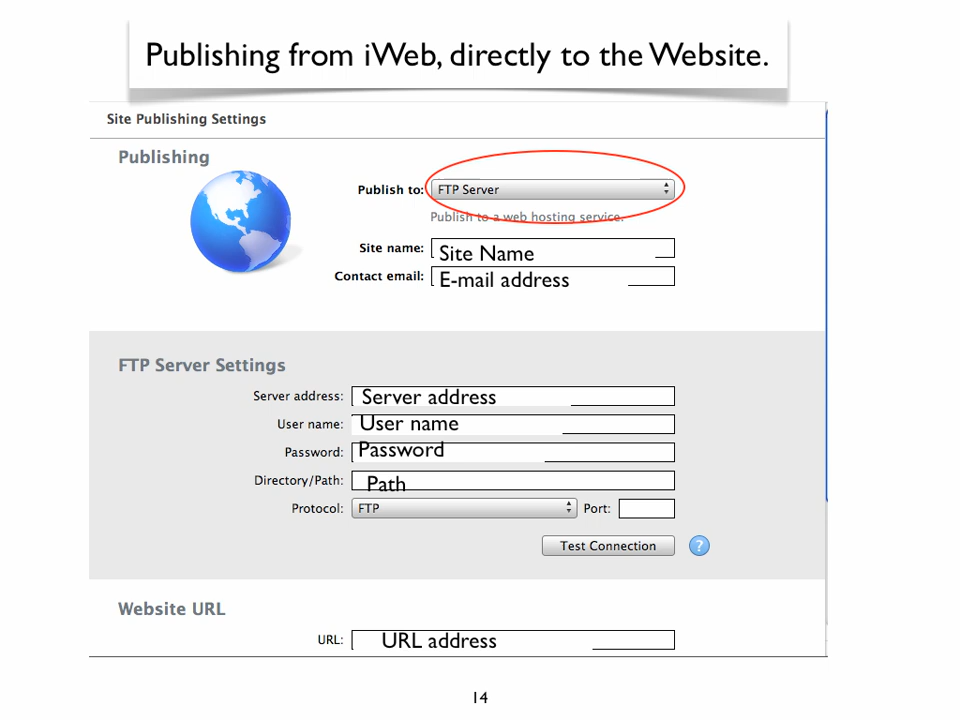 Publishing from iWeb, directly to the Website.
Site Publishing Settings
Publishing
Publish to: FTP Server
Publish to a web hosting service.
Site name: Site Name
Contact email: E-mail address
FTP Server Settings
Server address: Server address
User name: User name
Password: Password
Directory/Path: Path
Protocol: FTP Port:
Test Connection ?
Website URL
URL: URL address
14